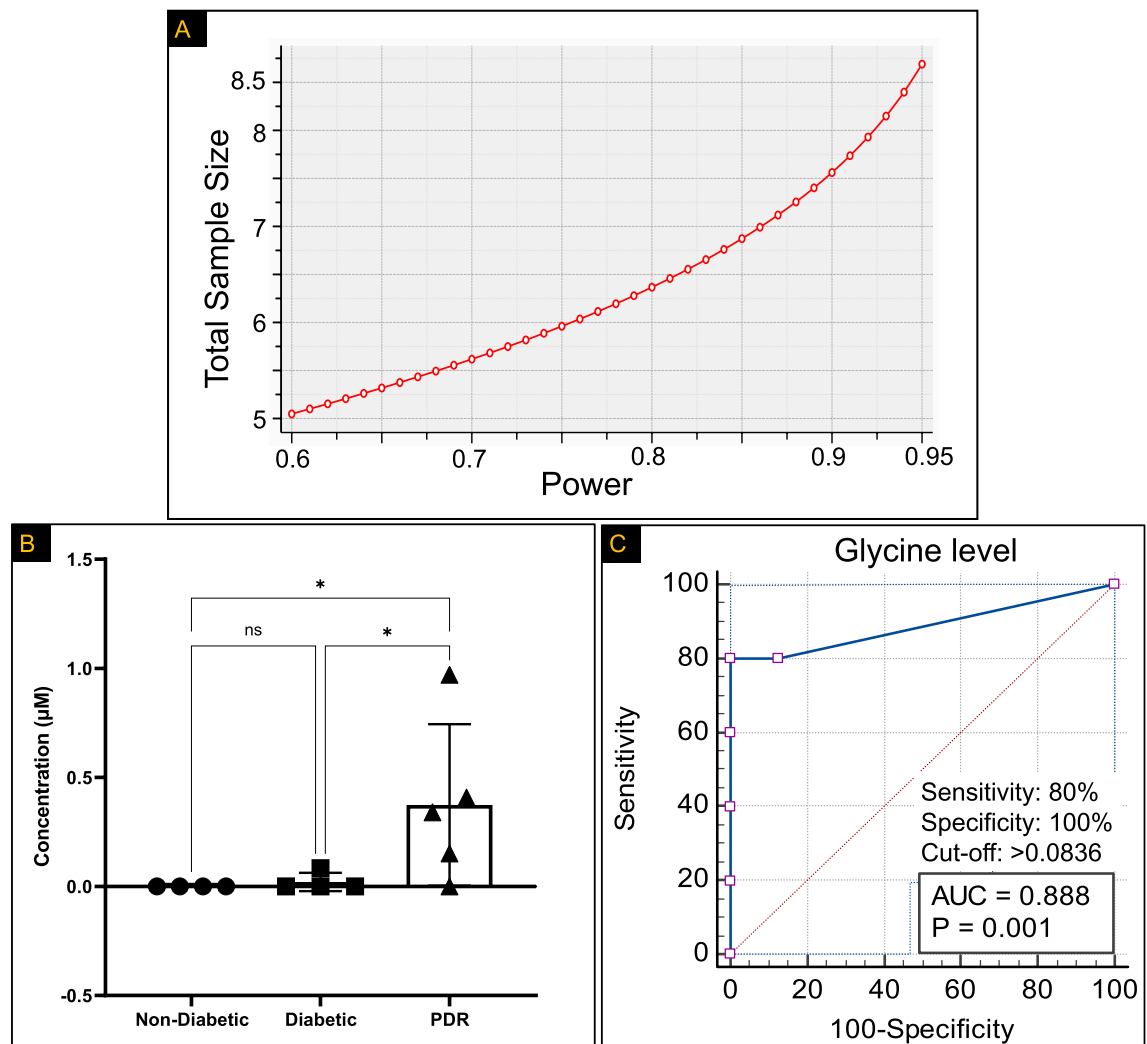 A
Total Sample Size
8.5
8
7
6
5
0.6 0.7 0.8 0.9 0.95
Power
B
1.5
1.0
0.5
0.0
-0.5
Concentration (µM)
*
ns
*
Non-Diabetic Diabetic PDR
C
Glycine level
100
80
60
40
20
0
Sensitivity
Sensitivity: 80%
Specificity: 100%
Cut-off: >0.0836
AUC = 0.888
P = 0.001
0 20 40 60 80 100
100-Specificity